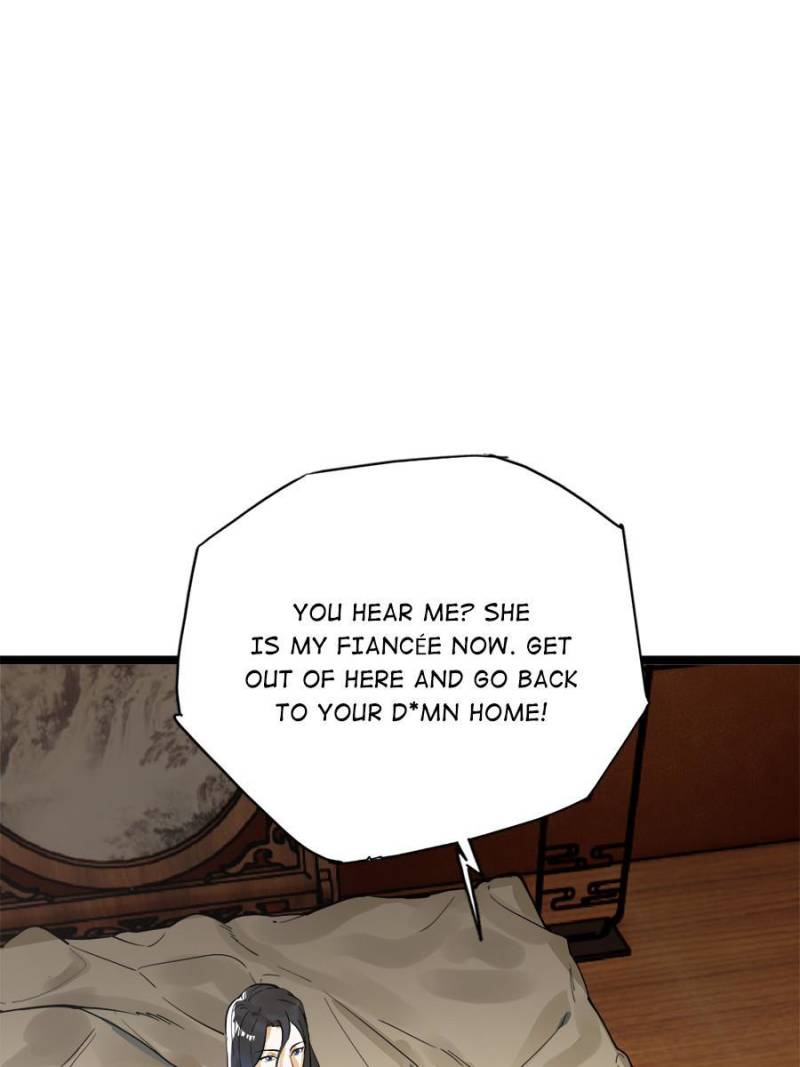 YOU HEAR ME? SHE
IS MY FIANCÉE NOW. GET
OUT OF HERE AND GO BACK
TO YOUR D*MN HOME!